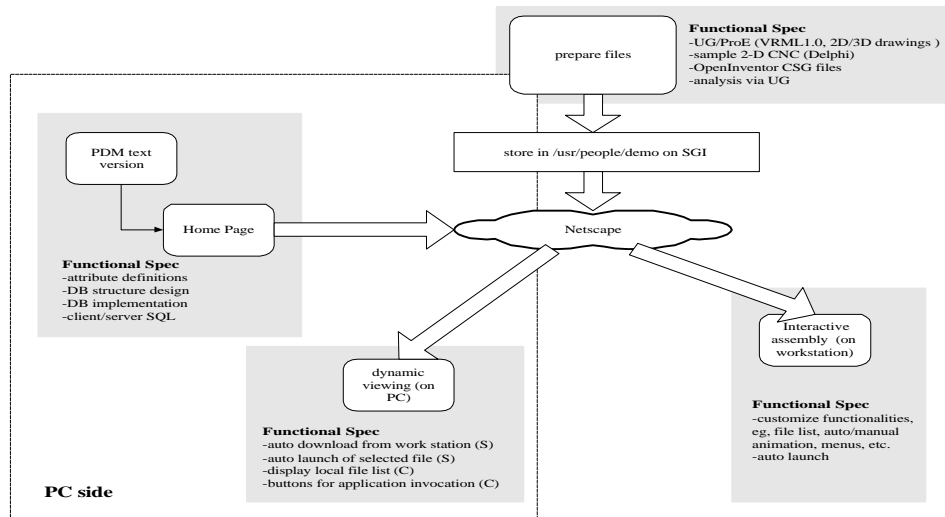 prepare files
Functional Spec
-UG/ProE (VRML1.0, 2D/3D drawings )
-sample 2-D CNC (Delphi)
-OpenInventor CSG files
-analysis via UG
store in /usr/people/demo on SGI
PDM text
version
Home Page
Functional Spec
-attribute definitions
-DB structure design
-DB implementation
-client/server SQL
Netscape
dynamic
viewing (on
PC)
Functional Spec
-auto download from work station (S)
-auto launch of selected file (S)
-display local file list (C)
-buttons for application invocation (C)
Interactive
assembly (on
workstation)
Functional Spec
-customize functionalities,
eg, file list, auto/manual
animation, menus, etc.
-auto launch
PC side